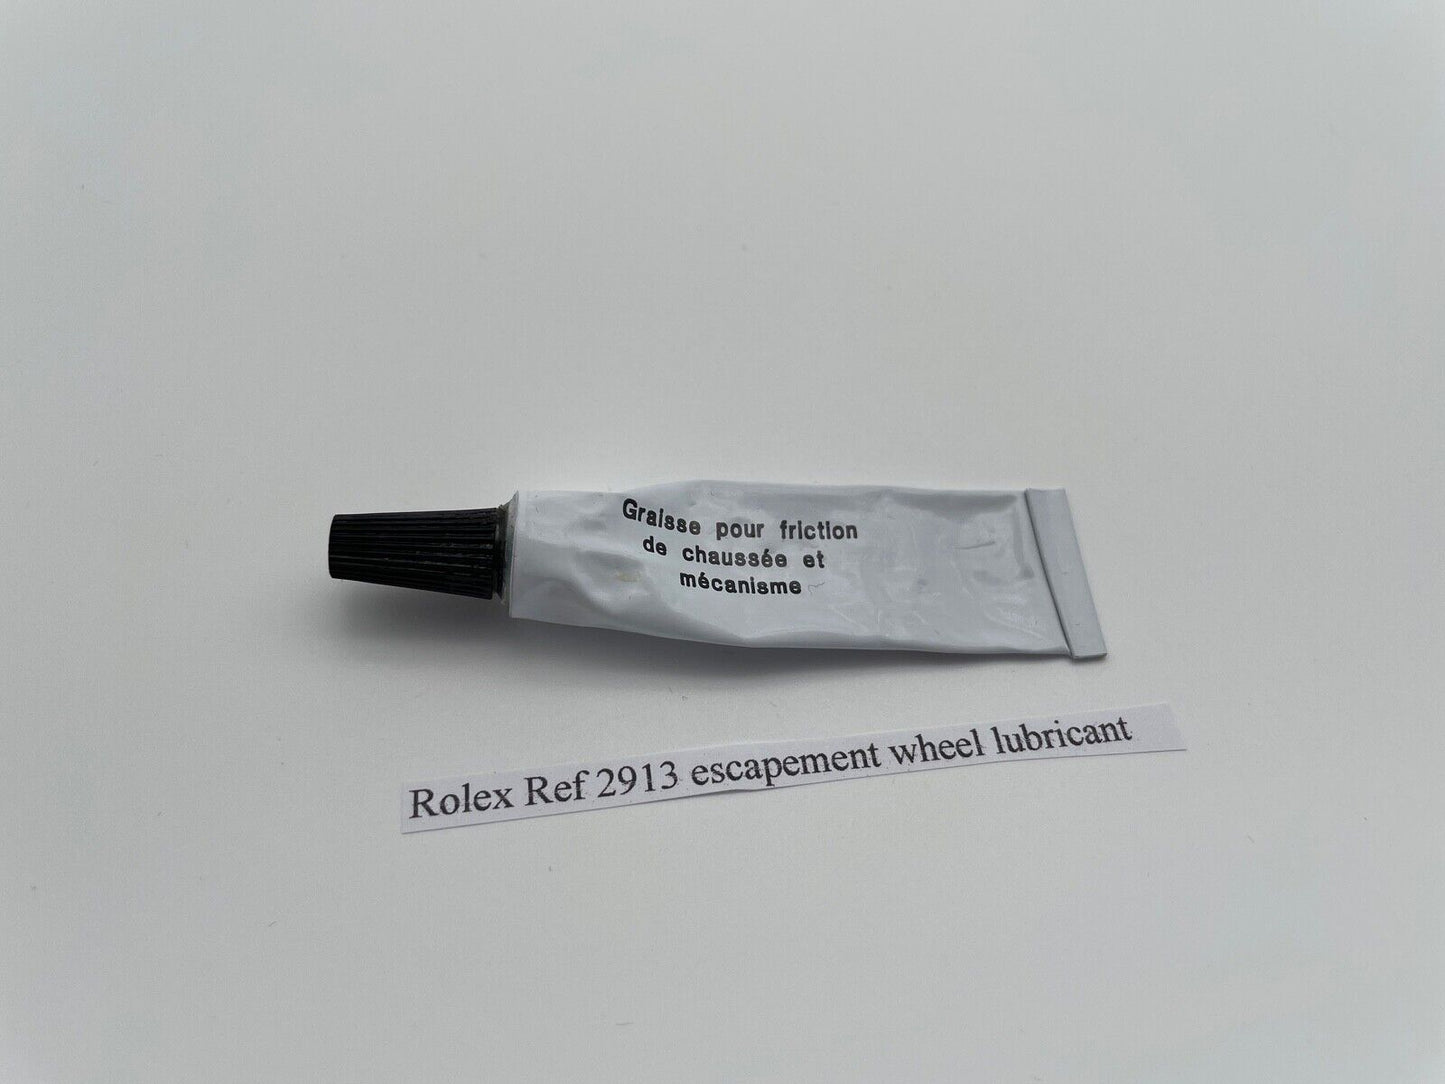 Graisse pour friction
de chaussée et
mécanisme
Rolex Ref 2913 escapement wheel lubricant